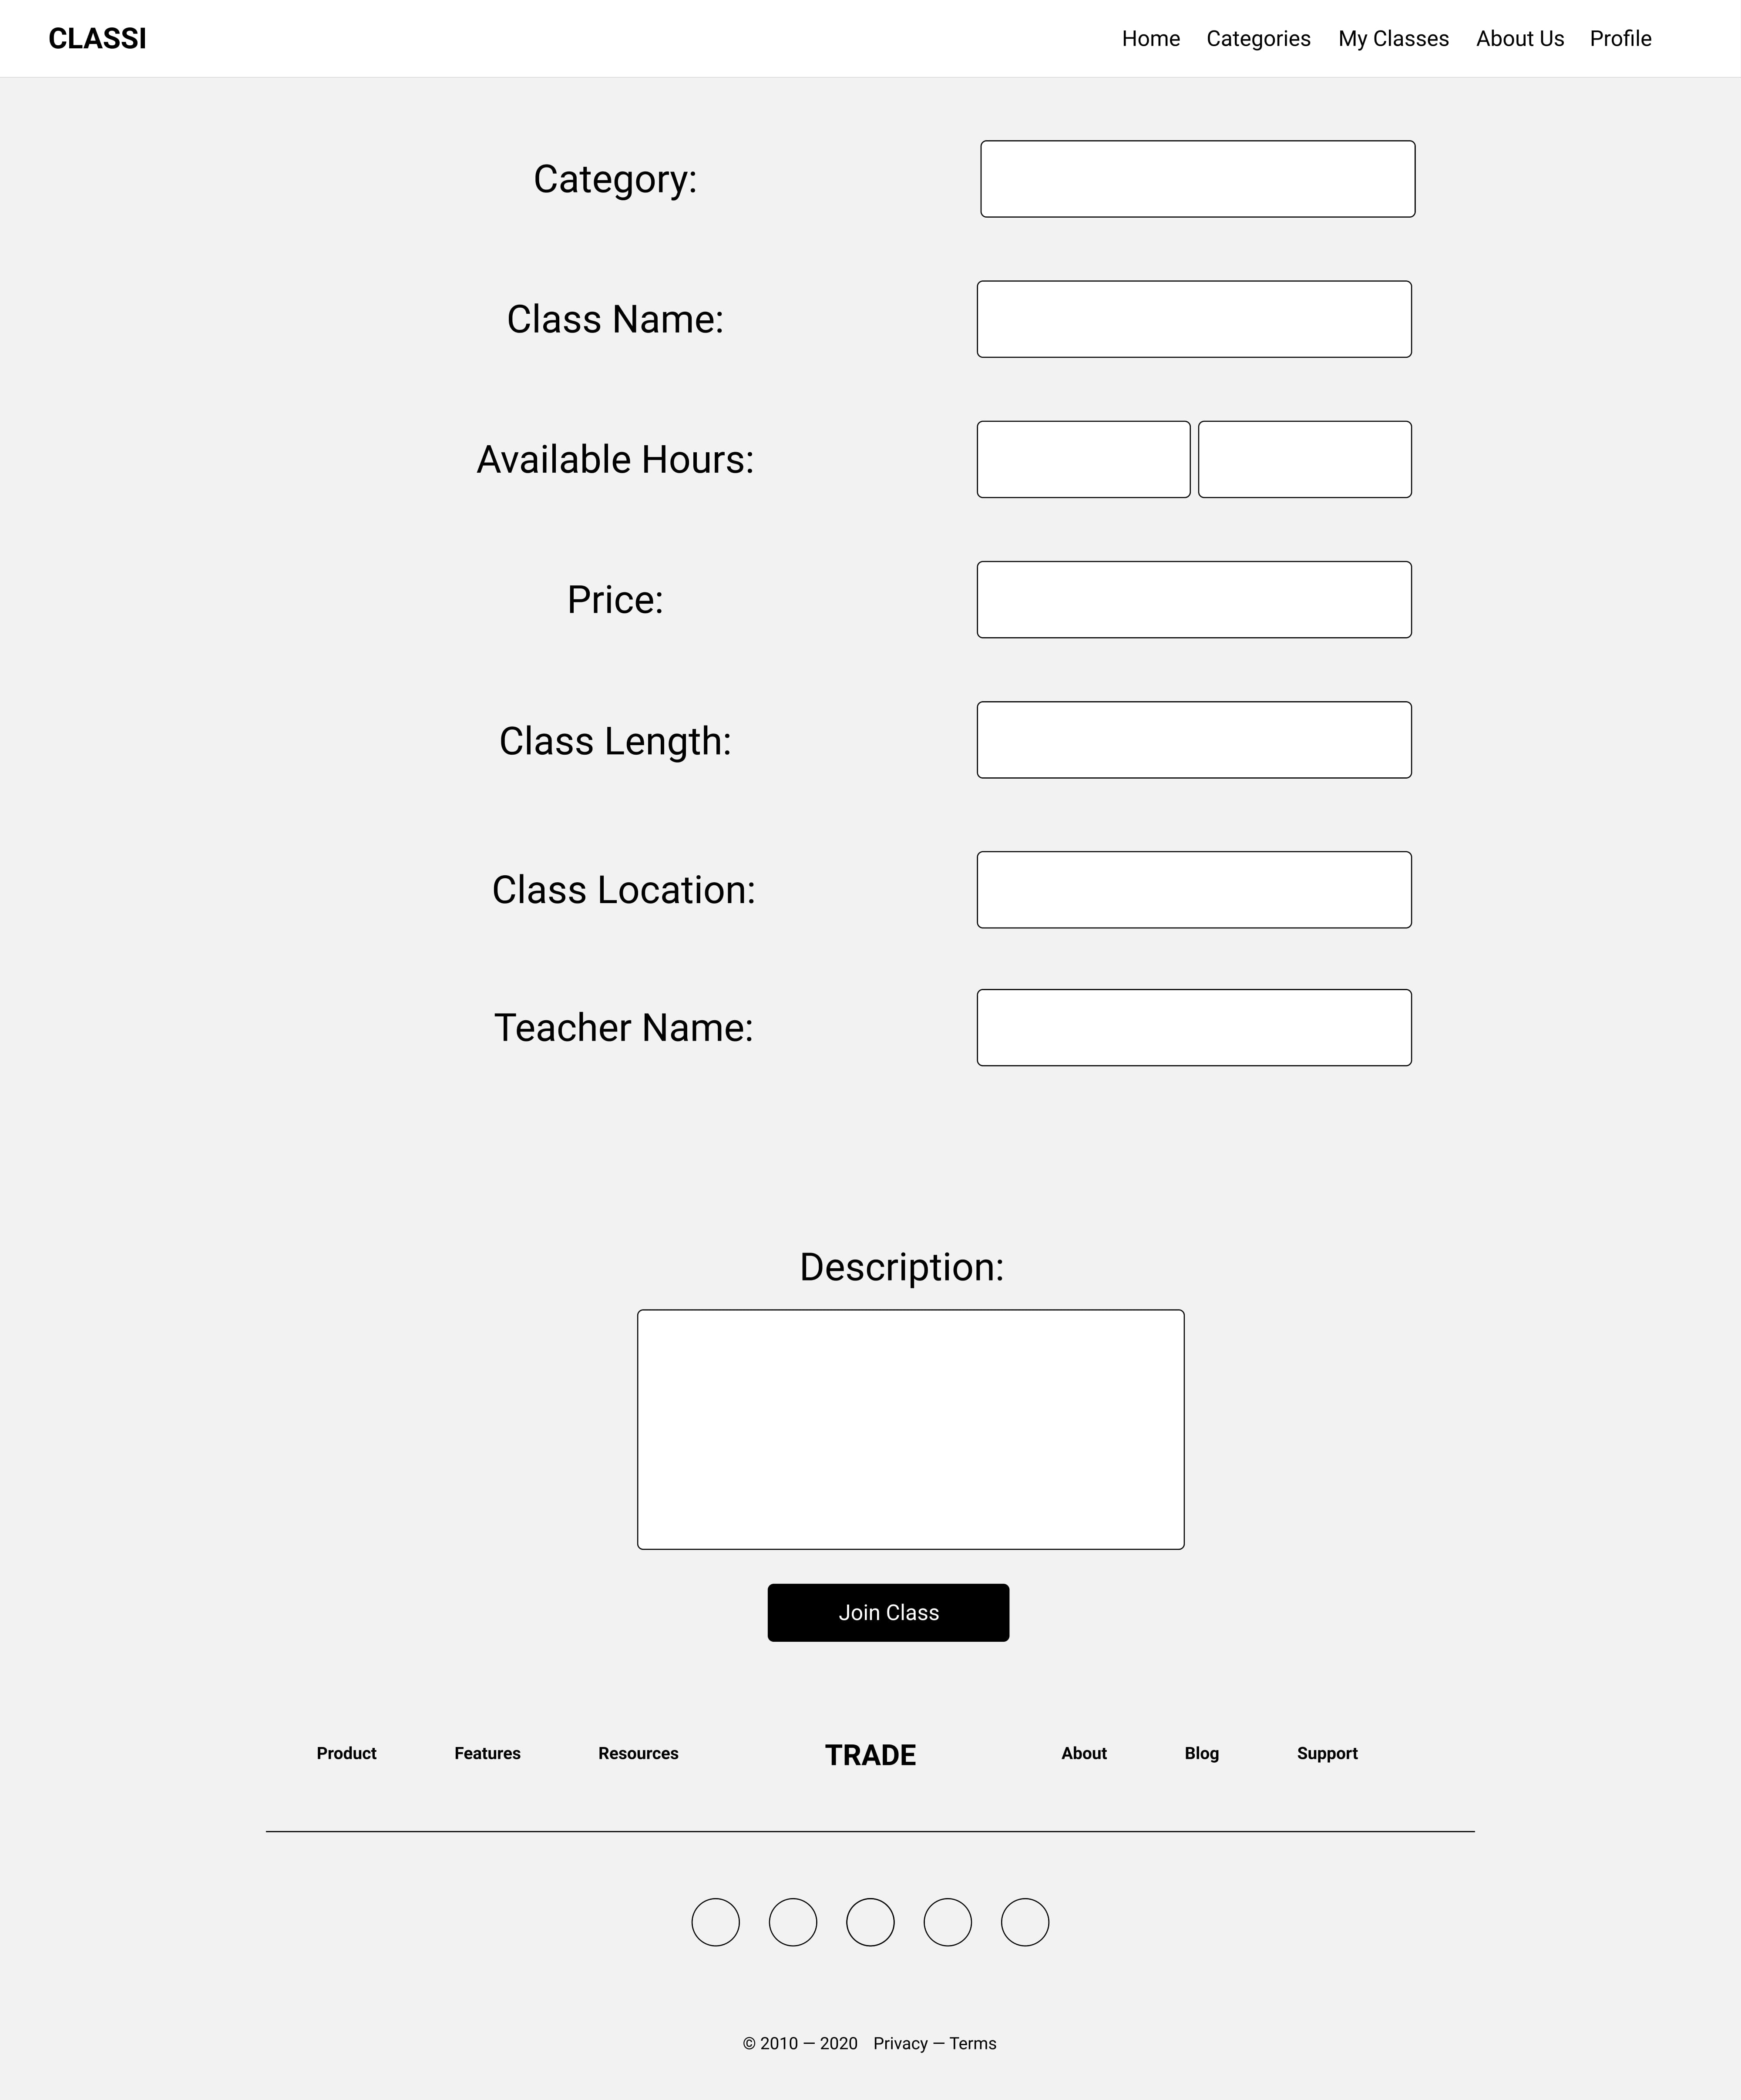 CLASSI Home Categories My Classes About Us Profile
Category:
Class Name:
Available Hours:
Price:
Class Length:
Class Location:
Teacher Name:
Description:
Join Class
Product Features Resources TRADE About Blog Support
© 2010 — 2020 Privacy — Terms